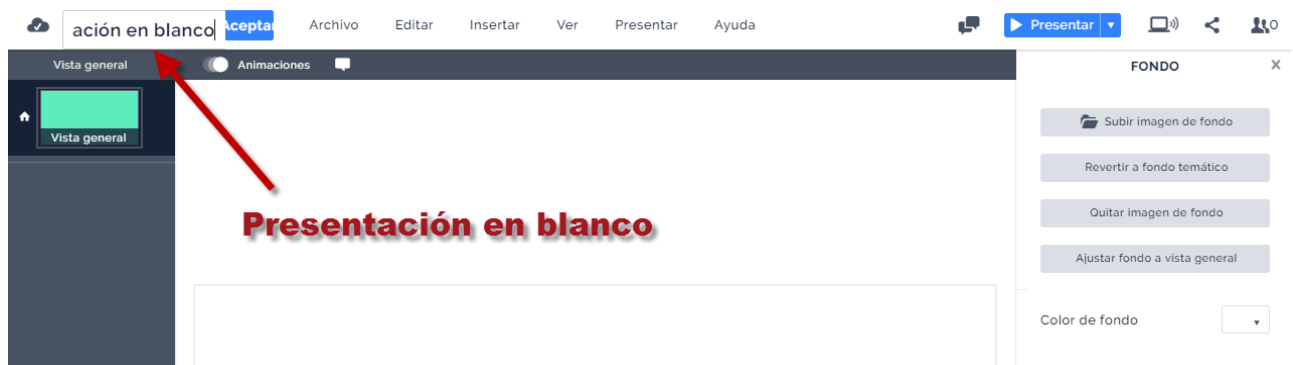 ación en blanco Aceptar Archivo Editar Insertar Ver Presentar Ayuda Presentar 0
Vista general Animaciones FONDO X
Vista general
Subir imagen de fondo
Revertir a fondo temático
Presentación en blanco
Quitar imagen de fondo
Ajustar fondo a vista general
Color de fondo